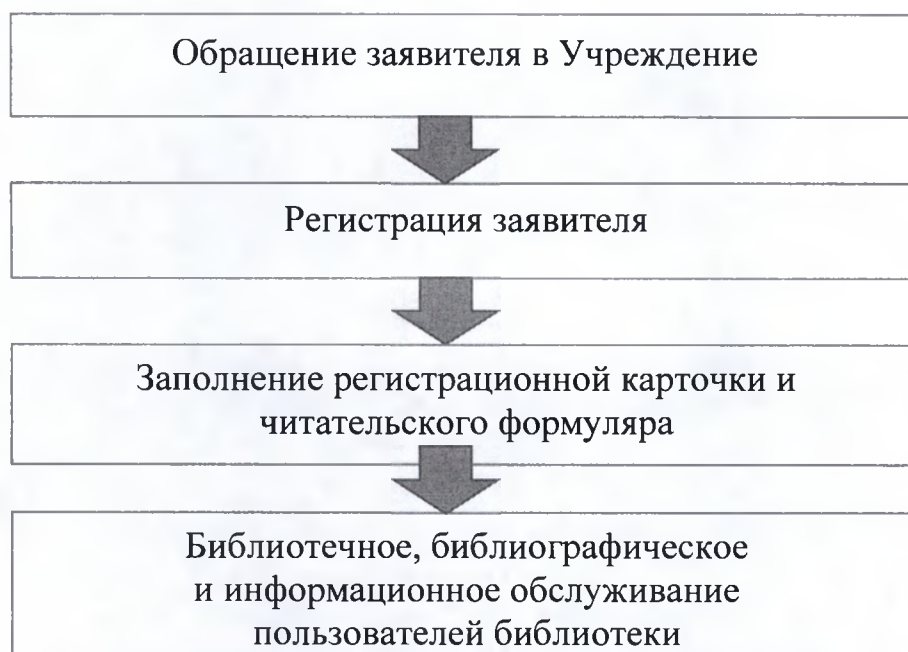 Обращение заявителя в Учреждение
Регистрация заявителя
Заполнение регистрационной карточки и
читательского формуляра
Библиотечное, библиографическое
и информационное обслуживание
пользователей библиотеки